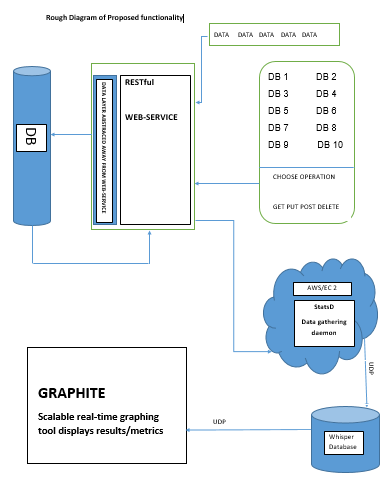 Rough Diagram of Proposed functionality
DATA DATA DATA DATA DATA
RESTful
WEB-SERVICE
DATA LAYER ABSTRACED AWAY FROM WEB-SERVICE
DB
DB 1 DB 2
DB 3 DB 4
DB 5 DB 6
DB 7 DB 8
DB 9 DB 10
CHOOSE OPERATION
GET PUT POST DELETE
AWS/EC 2
StatsD
Data gathering
daemon
UDP
GRAPHITE
Scalable real-time graphing
tool displays results/metrics
UDP
Whisper
Database